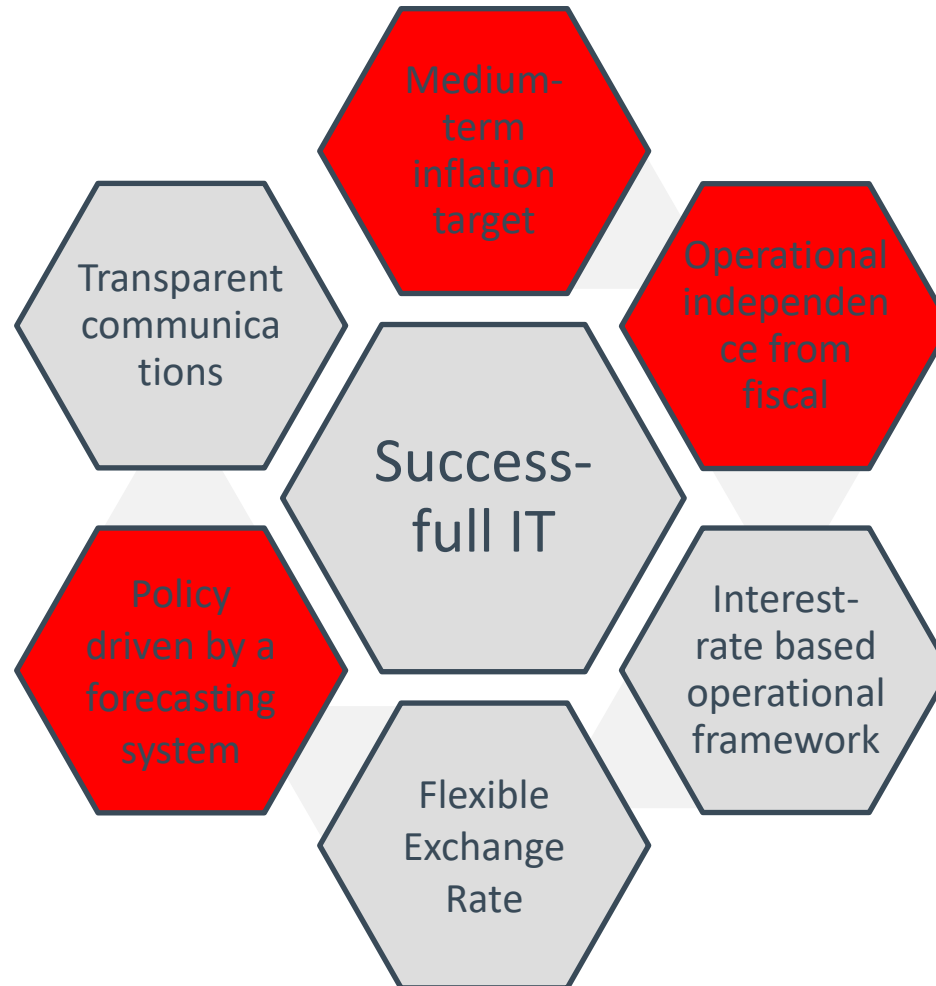 Medium-
term
inflation
target
Operational
independen
ce from
fiscal
Interest-
rate based
operational
framework
Flexible
Exchange
Rate
Policy
driven by a
forecasting
system
Transparent
communica
tions
Success-
full IT